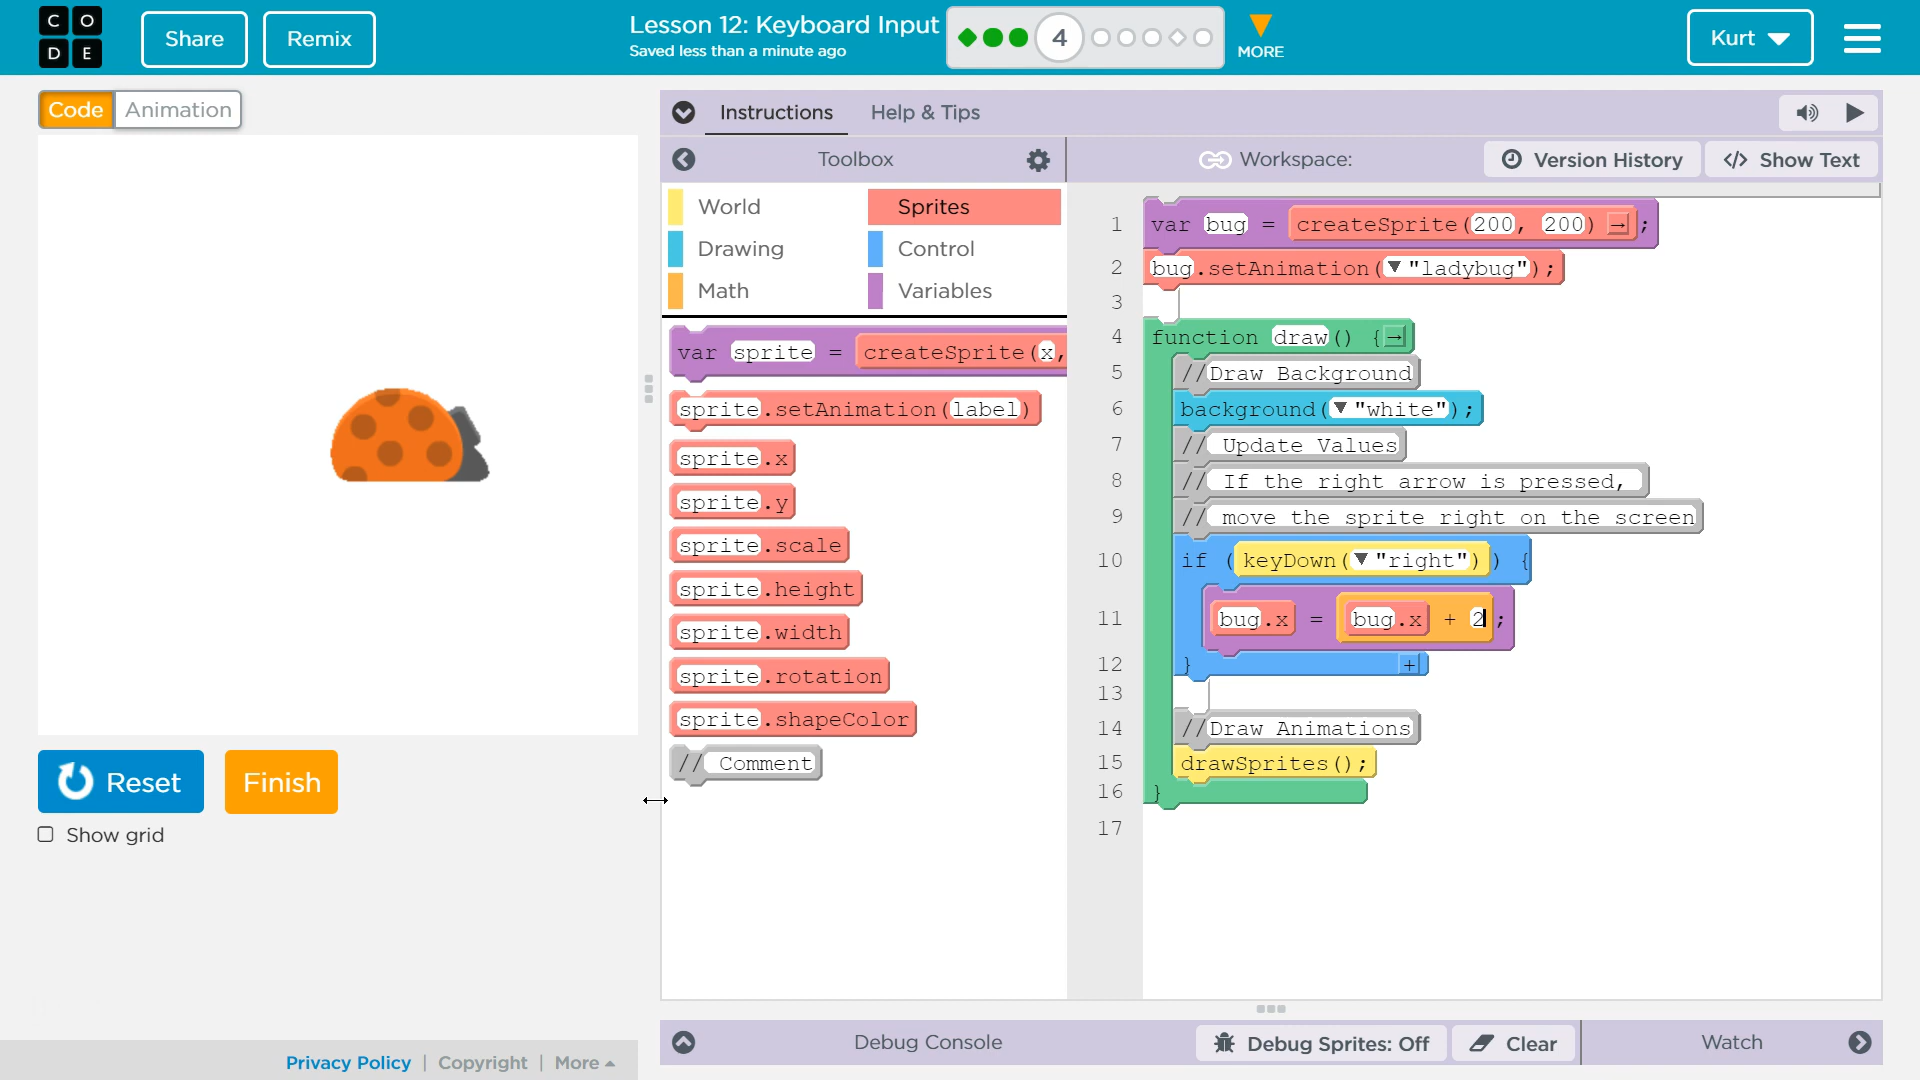 C O
D E
Share
Remix
Lesson 12: Keyboard Input
Saved less than a minute ago
4
MORE
Kurt
Code
Animation
Instructions
Help & Tips
Toolbox
Workspace:
Version History
</> Show Text
World
Sprites
Drawing
Control
Math
Variables
var sprite = createSprite(x,
sprite.setAnimation(label)
sprite.x
sprite.y
sprite.scale
sprite.height
sprite.width
sprite.rotation
sprite.shapeColor
// Comment
1 var bug = createSprite(200, 200) → ;
2 bug.setAnimation(▼"ladybug");
3
4 function draw() { →
5 //Draw Background
6 background(▼"white");
7 // Update Values
8 // If the right arrow is pressed,
9 // move the sprite right on the screen
10 if (keyDown(▼"right")) {
11 bug.x = bug.x + 2;
12 } +
13
14 //Draw Animations
15 drawSprites();
16 }
17
Reset
Finish
Show grid
Debug Console
Debug Sprites: Off
Clear
Watch
Privacy Policy | Copyright | More